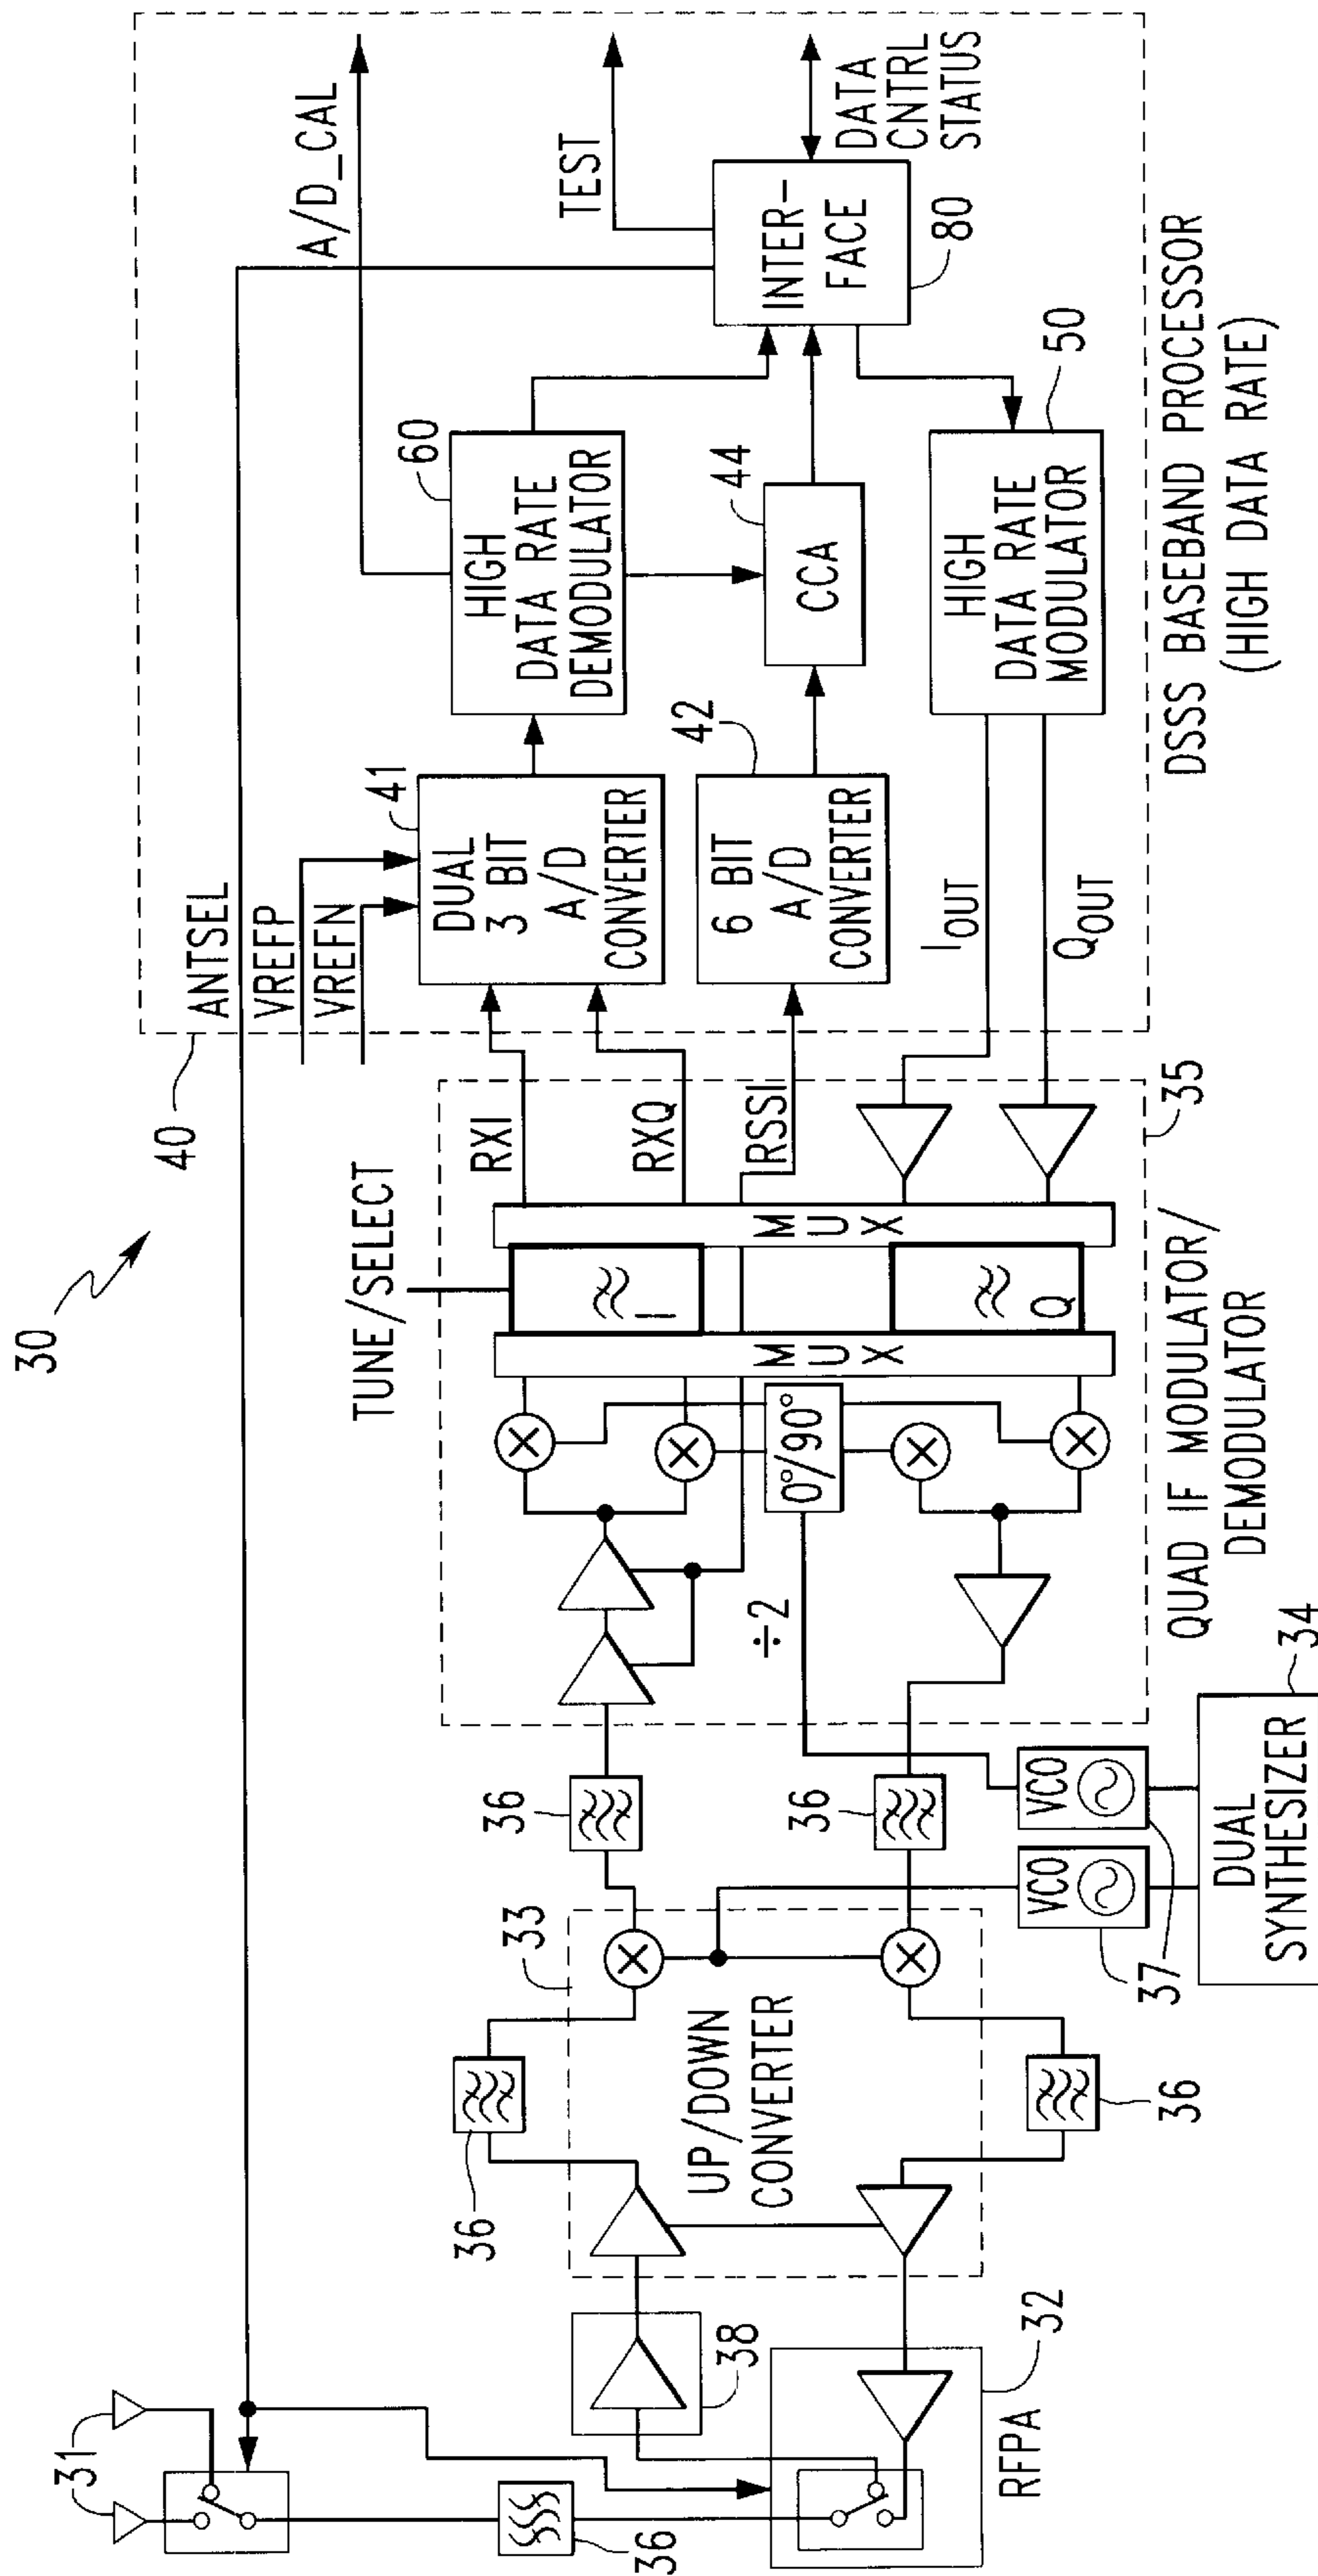 30
31
36
RFPA
32
38
36
UP/DOWN
CONVERTER
33
36
36
36
37
VCO
VCO
DUAL
SYNTHESIZER
34
÷2
0°/90°
TUNE/SELECT
I
Q
MUX
MUX
QUAD IF MODULATOR/
DEMODULATOR
35
RXI
RXQ
RSSI
40
ANTSEL
VREFP
VREFN
DUAL
3 BIT
A/D
CONVERTER
41
6 BIT
A/D
CONVERTER
42
IOUT
QOUT
HIGH
DATA RATE
DEMODULATOR
60
CCA
44
HIGH
DATA RATE
MODULATOR
50
INTER-
FACE
80
A/D_CAL
TEST
DATA
CNTRL
STATUS
DSSS BASEBAND PROCESSOR
(HIGH DATA RATE)